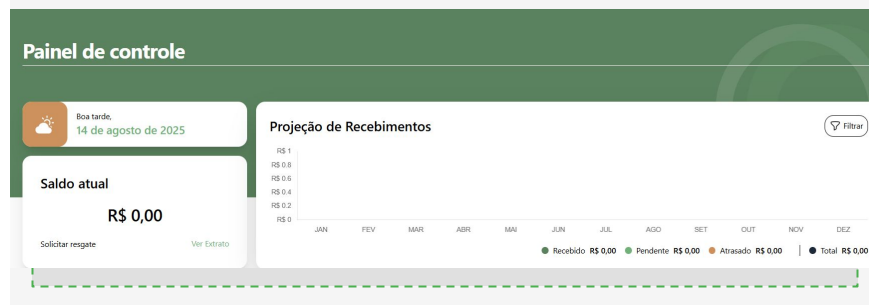 Painel de controle
Boa tarde,
14 de agosto de 2025
Saldo atual
R$ 0,00
Solicitar resgate
Ver Extrato
Projeção de Recebimentos
Filtrar
R$ 1
R$ 0.8
R$ 0.6
R$ 0.4
R$ 0.2
R$ 0
JAN FEV MAR ABR MAI JUN JUL AGO SET OUT NOV DEZ
Recebido R$ 0,00 Pendente R$ 0,00 Atrasado R$ 0,00 Total R$ 0,00